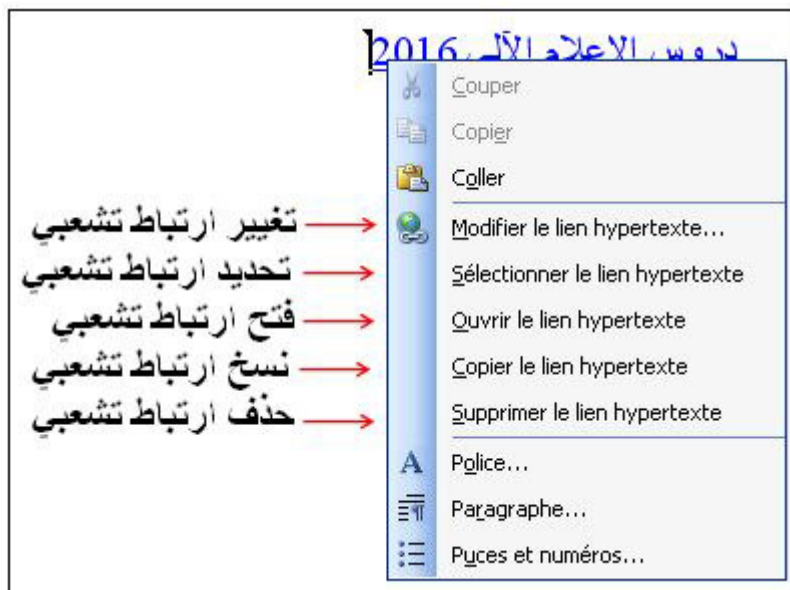 دروس الاعلام الآلي 2016
Couper
Copier
Coller
تغيير ارتباط تشعبي
Modifier le lien hypertexte...
تحديد ارتباط تشعبي
Sélectionner le lien hypertexte
فتح ارتباط تشعبي
Ouvrir le lien hypertexte
نسخ ارتباط تشعبي
Copier le lien hypertexte
حذف ارتباط تشعبي
Supprimer le lien hypertexte
Police...
Paragraphe...
Puces et numéros...